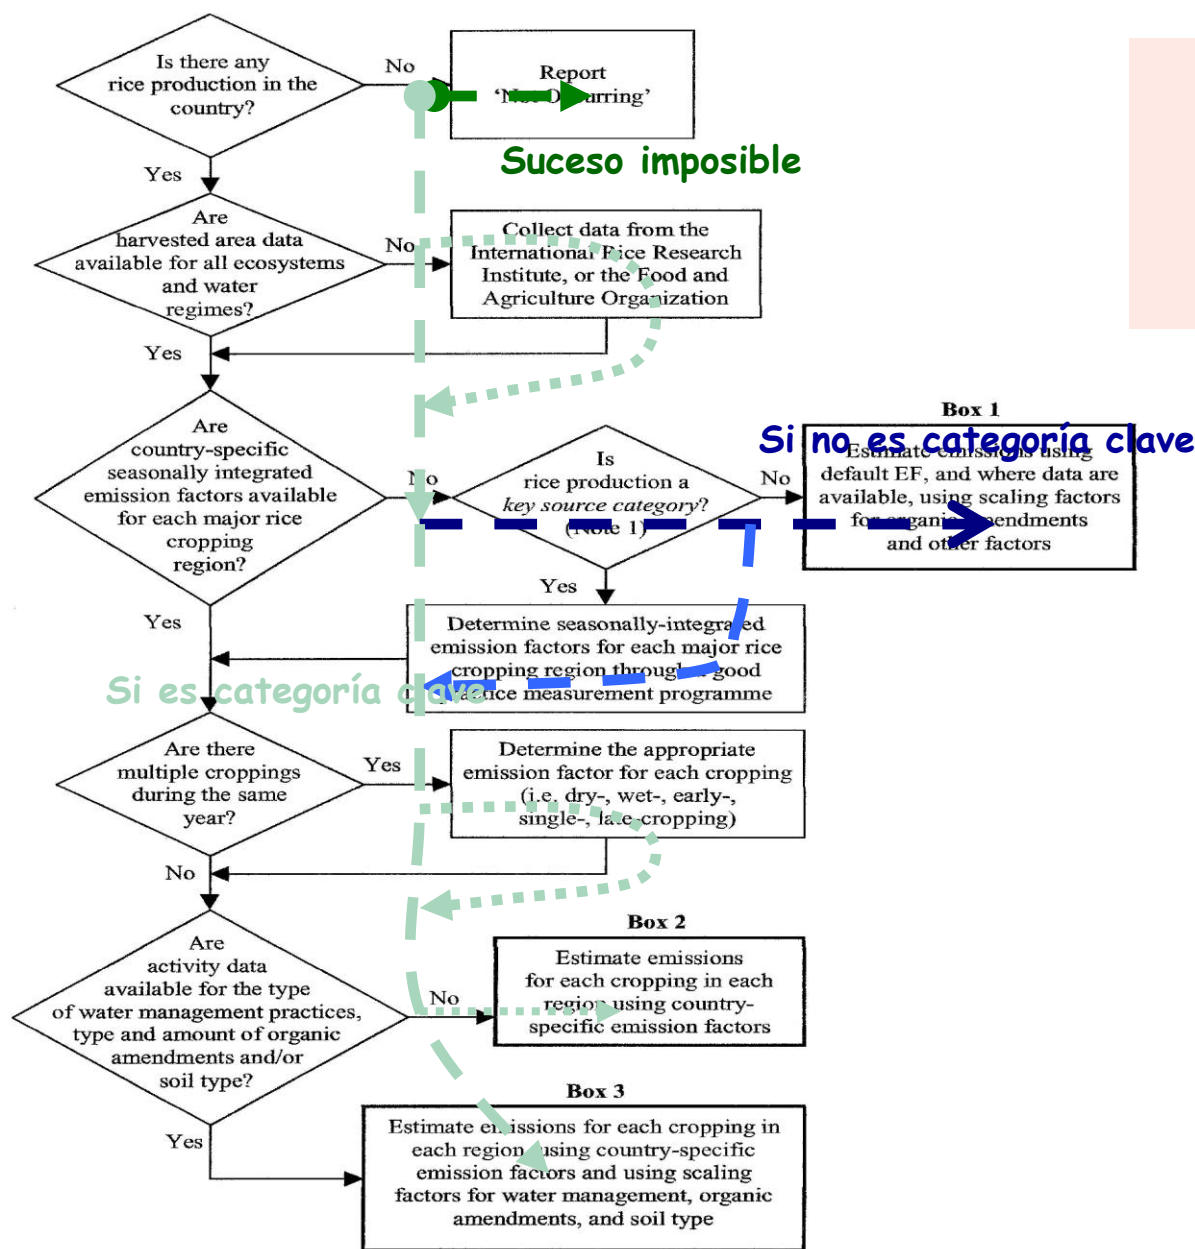 Is there any
rice production in the
country?
No
Report
‘Not Occurring’
Suceso imposible
Yes
Are
harvested area data
available for all ecosystems
and water
regimes?
No
Collect data from the
International Rice Research
Institute, or the Food and
Agriculture Organization
Yes
Are
country-specific
seasonally integrated
emission factors available
for each major rice
cropping
region?
No
Is
rice production a
key source category?
(Note 1)
No
Box 1
Si no es categoría clave
Estimate emissions using
default EF, and where data are
available, using scaling factors
for organic amendments
and other factors
Yes
Yes
Determine seasonally-integrated
emission factors for each major rice
cropping region through a good
practice measurement programme
Si es categoría clave
Are there
multiple croppings
during the same
year?
Yes
Determine the appropriate
emission factor for each cropping
(i.e. dry-, wet-, early-,
single-, late-cropping)
No
Are
activity data
available for the type
of water management practices,
type and amount of organic
amendments and/or
soil type?
No
Box 2
Estimate emissions
for each cropping in each
region using country-
specific emission factors
Yes
Box 3
Estimate emissions for each cropping in
each region, using country-specific
emission factors and using scaling
factors for water management, organic
amendments, and soil type